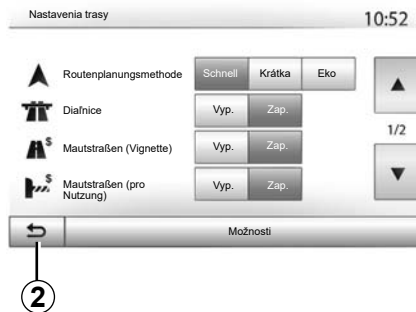 Nastavenia trasy 10:52
Routenplanungsmethode Schnell Krátka Eko
Diaľnice Vyp. Zap.
1/2
Mautstraßen (Vignette) Vyp. Zap.
Mautstraßen (pro
Nutzung) Vyp. Zap.
Možnosti
2